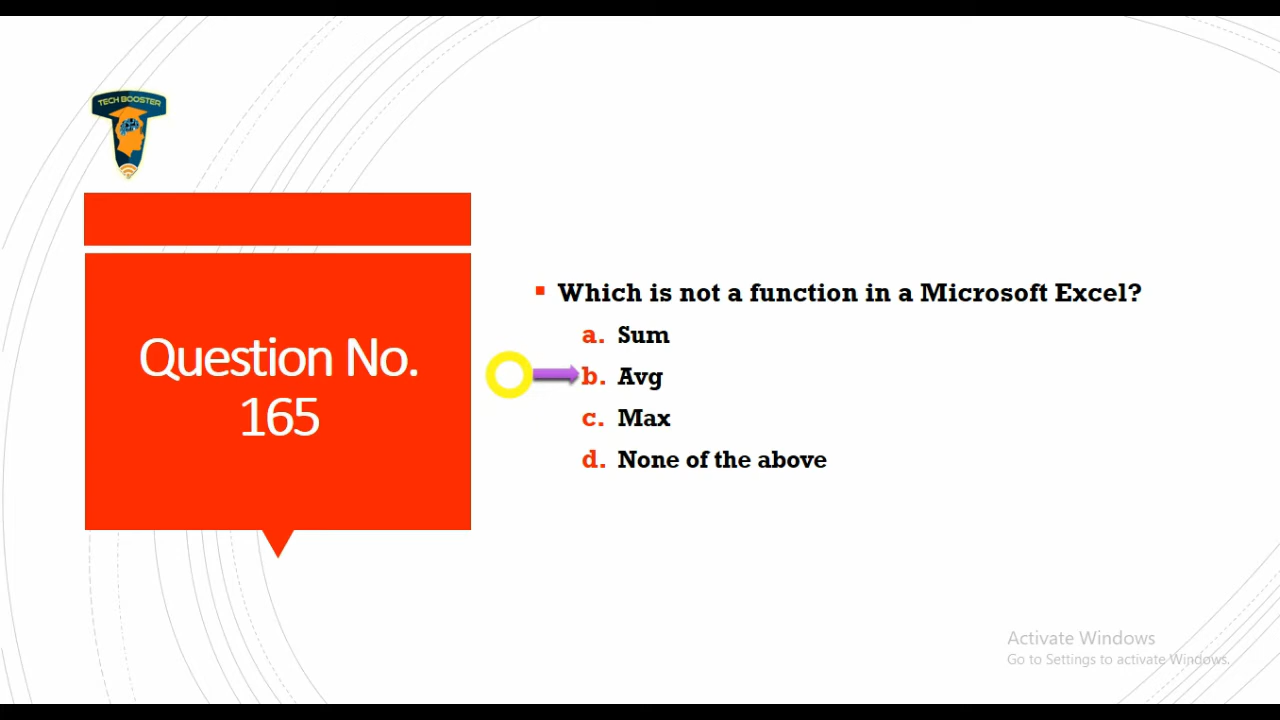 TECH BOOSTER
Question No.
165
▪ Which is not a function in a Microsoft Excel?
a. Sum
b. Avg
c. Max
d. None of the above
Activate Windows
Go to Settings to activate Windows.